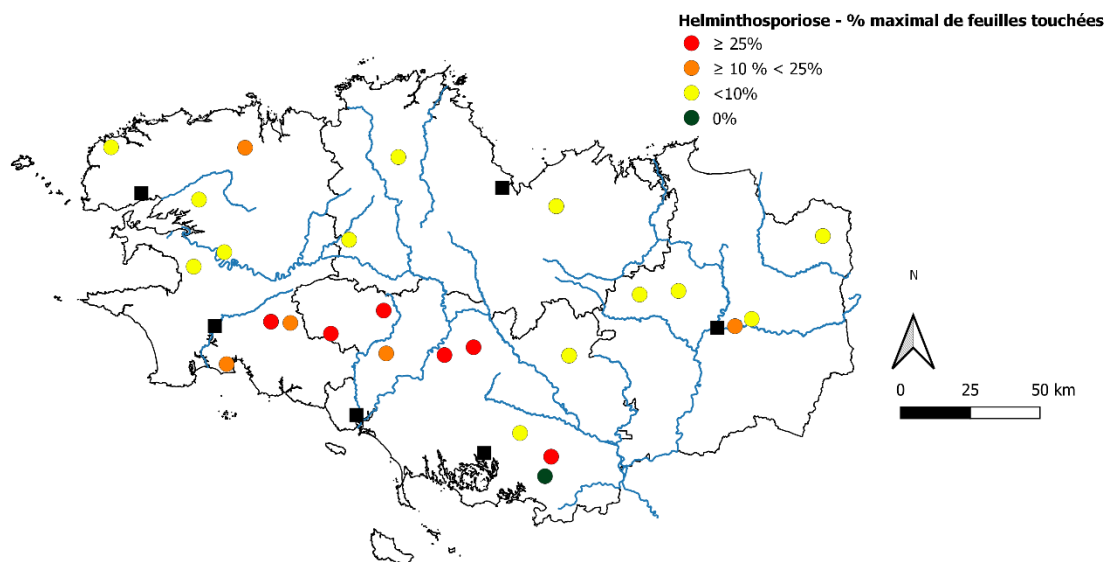 Helminthosporiose - % maximal de feuilles touchées
≥ 25%
≥ 10 % < 25%
<10%
0%
N
0 25 50 km